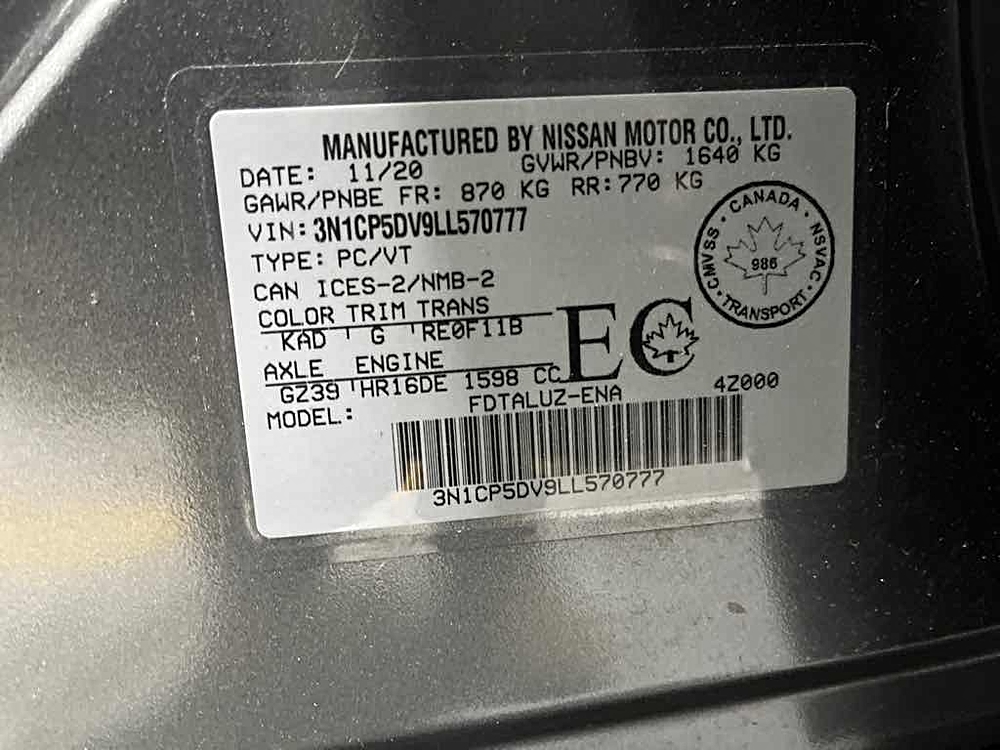 MANUFACTURED BY NISSAN MOTOR CO., LTD.
DATE: 11/20 GVWR/PNBV: 1640 KG
GAWR/PNBE FR: 870 KG RR:770 KG
VIN: 3N1CP5DV9LL570777
TYPE: PC/VT
CAN ICES-2/NMB-2
COLOR TRIM TRANS
KAD G RE0F11B
AXLE ENGINE
GZ39 HR16DE 1598 CC
MODEL: FDTALUZ-ENA 4Z000
3N1CP5DV9LL570777
EC
CANADA · NSVAC · TRANSPORT · CMVSS ·
986